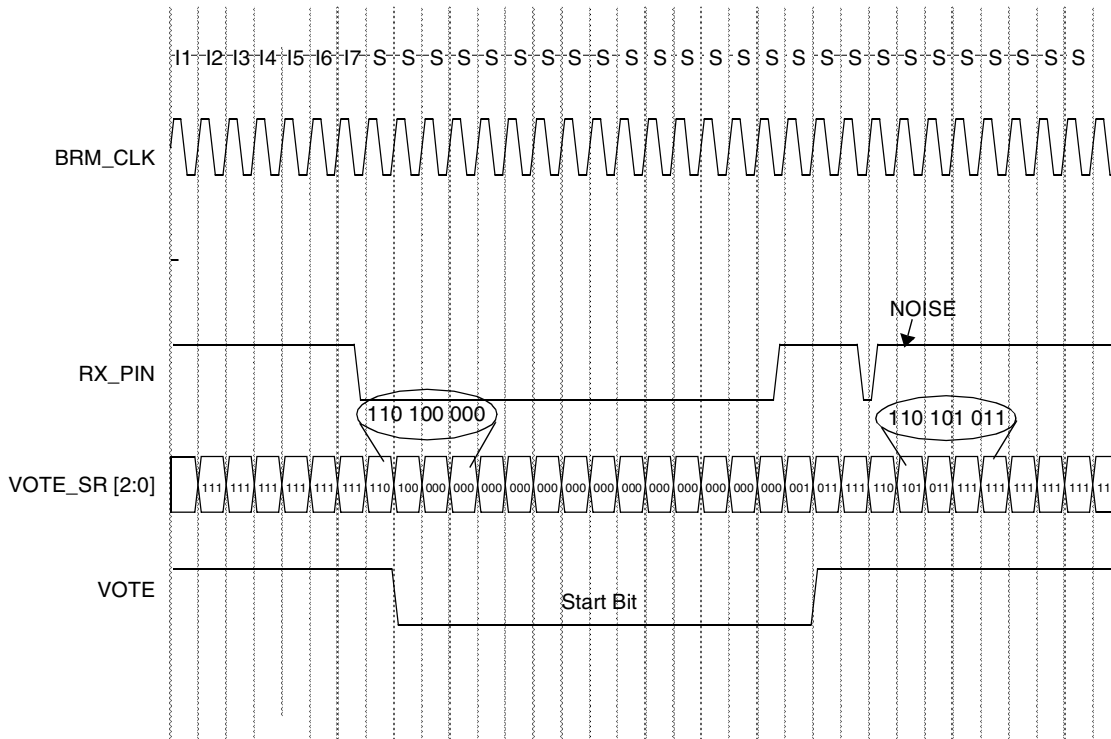 I1 I2 I3 I4 I5 I6 I7 S S S S S S S S S S S S S S S S S S S S S S S S S S
BRM_CLK
NOISE
RX_PIN
110 100 000
110 101 011
VOTE_SR [2:0]
111 111 111 111 111 111 110 100 000 000 000 000 000 000 000 000 000 000 000 000 000 001 011 111 110 101 011 111 111 111 111 111 11
VOTE
Start Bit